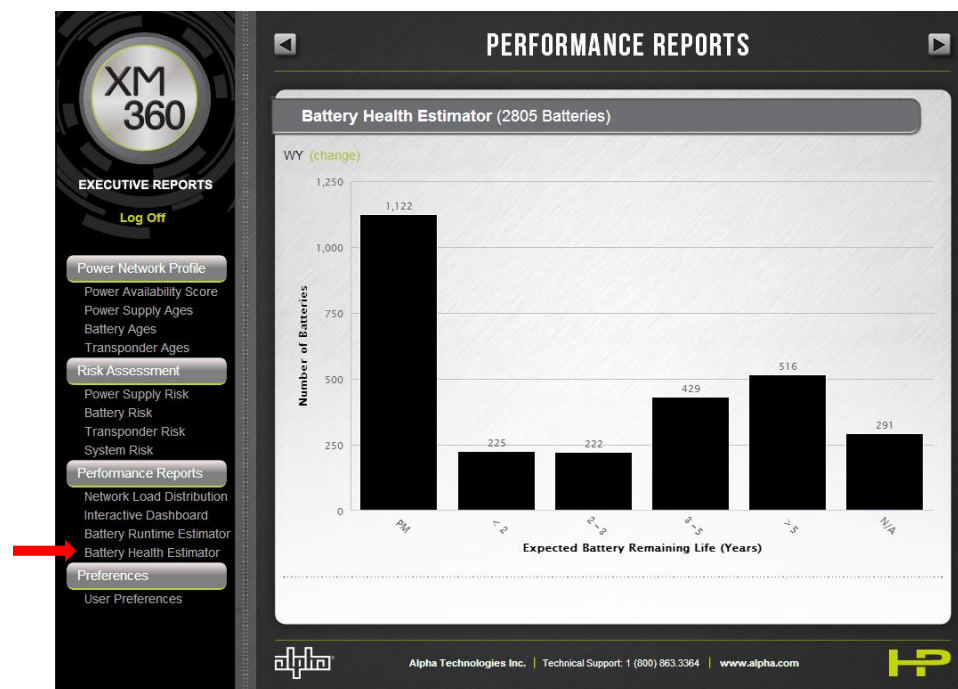 XM
360
EXECUTIVE REPORTS
Log Off
Power Network Profile
Power Availability Score
Power Supply Ages
Battery Ages
Transponder Ages
Risk Assessment
Power Supply Risk
Battery Risk
Transponder Risk
System Risk
Performance Reports
Network Load Distribution
Interactive Dashboard
Battery Runtime Estimator
Battery Health Estimator
Preferences
User Preferences
PERFORMANCE REPORTS
Battery Health Estimator (2805 Batteries)
WY (change)
Number of Batteries
1,250
1,000
750
500
250
0
1,122
225
222
429
516
291
PM
< 2
2 - 3
3 - 5
> 5
N/A
Expected Battery Remaining Life (Years)
alpha
Alpha Technologies Inc. | Technical Support: 1 (800) 863.3364 | www.alpha.com
HP